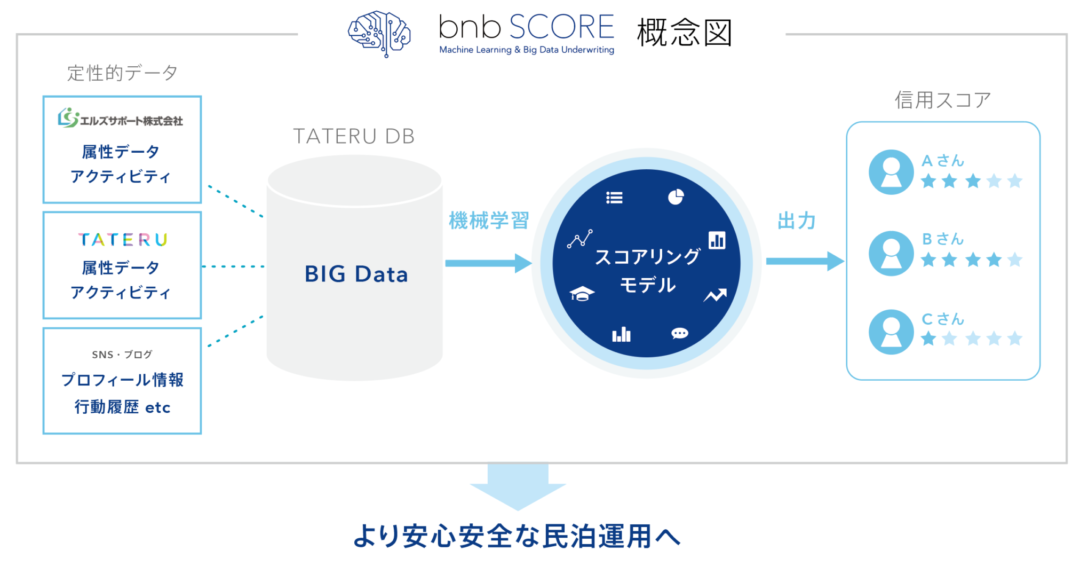 bnb SCORE 概念図
Machine Learning & Big Data Underwriting
定性的データ
エルズサポート株式会社
属性データ
アクティビティ
TATERU
属性データ
アクティビティ
SNS・ブログ
プロフィール情報
行動履歴 etc
TATERU DB
BIG Data
機械学習
スコアリング
モデル
出力
信用スコア
Aさん
Bさん
Cさん
より安心安全な民泊運用へ